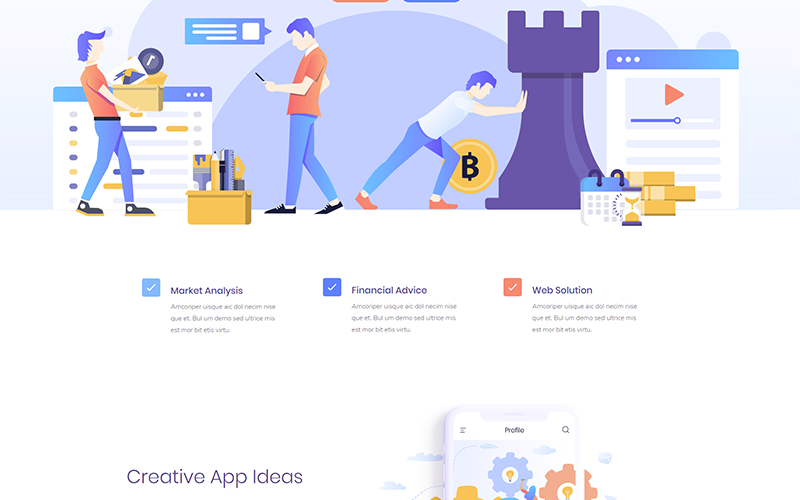 Market Analysis
Amcoriper uisque aic dol necim nise
que et. Bul um demo sed ultrice mis
est mor bit etis virtu.
Financial Advice
Amcoriper uisque aic dol necim nise
que et. Bul um demo sed ultrice mis
est mor bit etis virtu.
Web Solution
Amcoriper uisque aic dol necim nise
que et. Bul um demo sed ultrice mis
est mor bit etis virtu.
Profile
Creative App Ideas